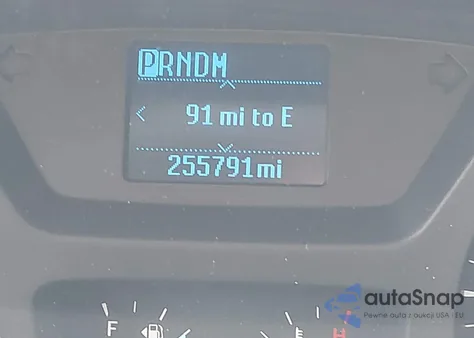 PRNDM
91 mi to E
255791mi
autoSnap
Pewne auta z aukcji USA i EU
F
E
H